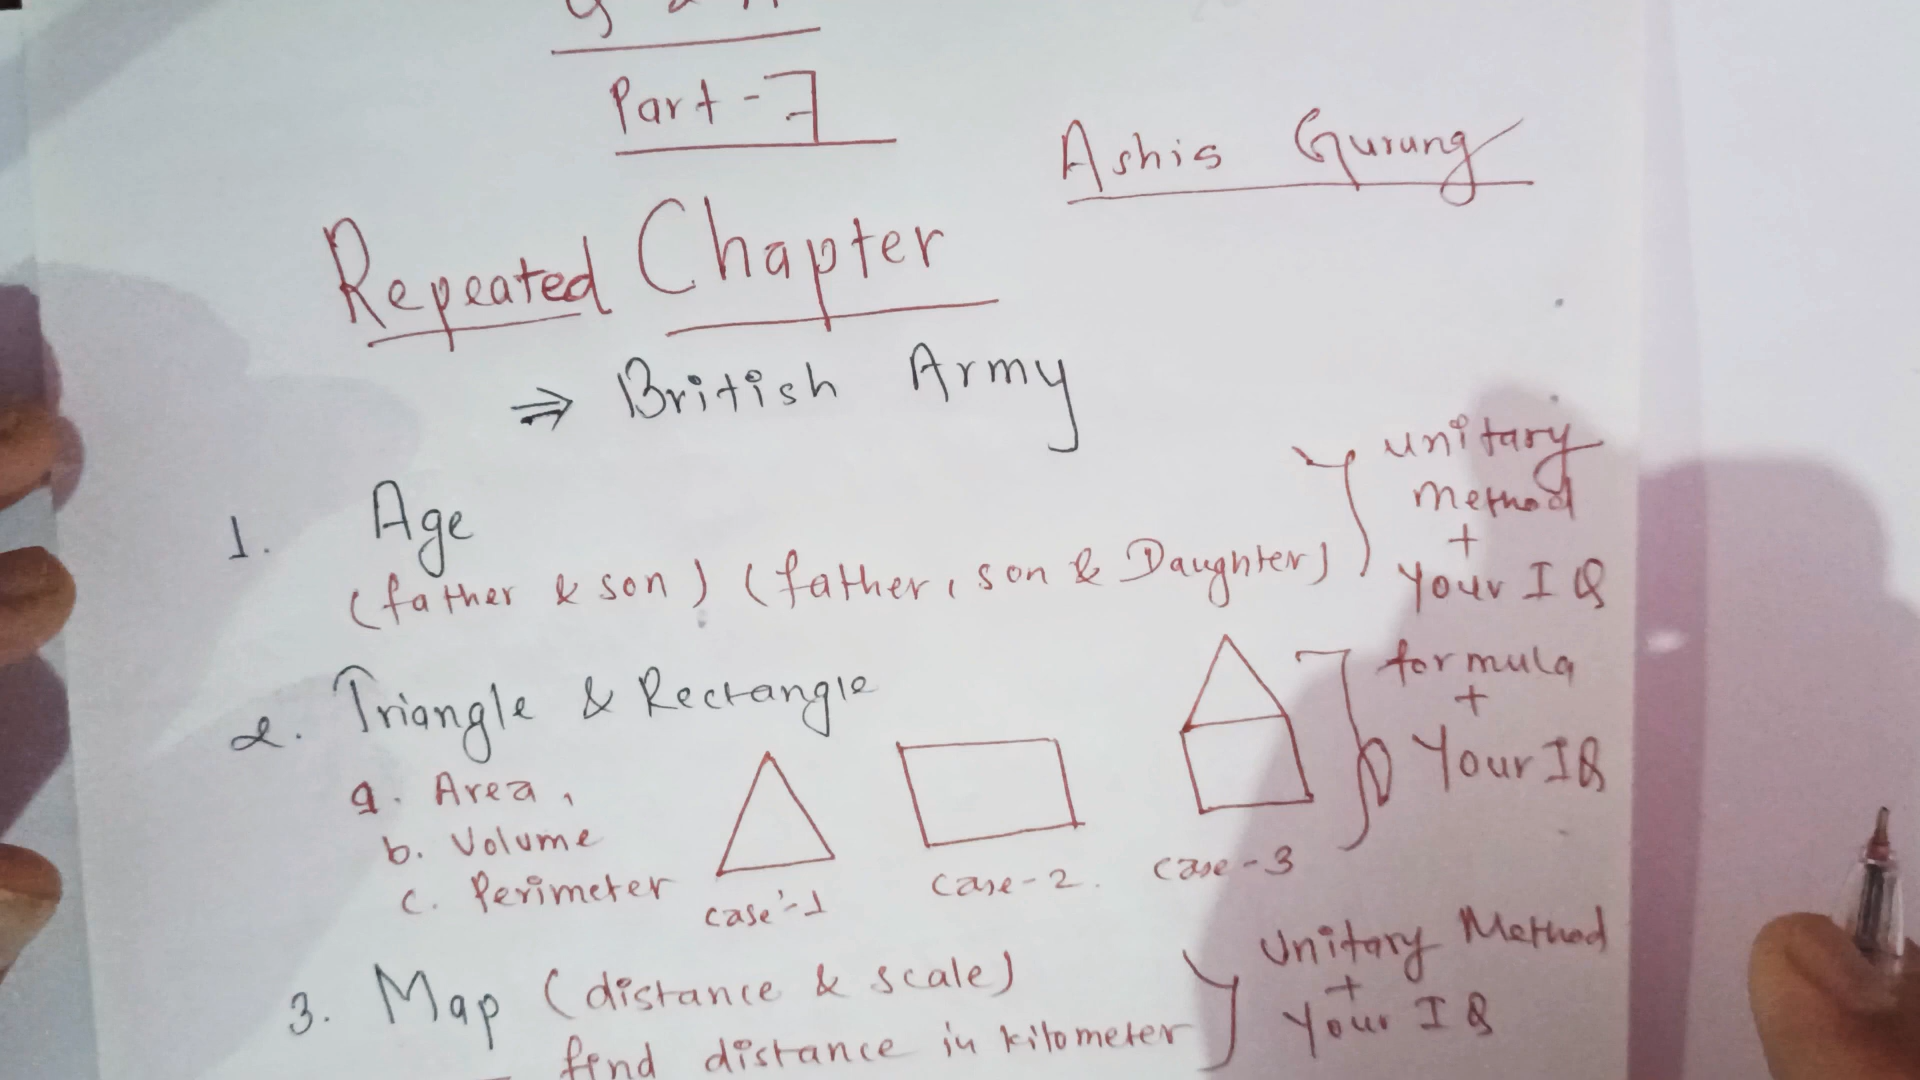 Part-7
Ashis Gurung
Repeated Chapter
⇒ British Army
1. Age
(father & son) (father, son & Daughter)
unitary
method
+
Your IQ
2. Triangle & Rectangle
a. Area,
b. Volume
c. Perimeter
case-1
case-2.
case-3
formula
+
Your IQ
3. Map (distance & scale)
find distance in kilometer
Unitary Method
+
Your IQ